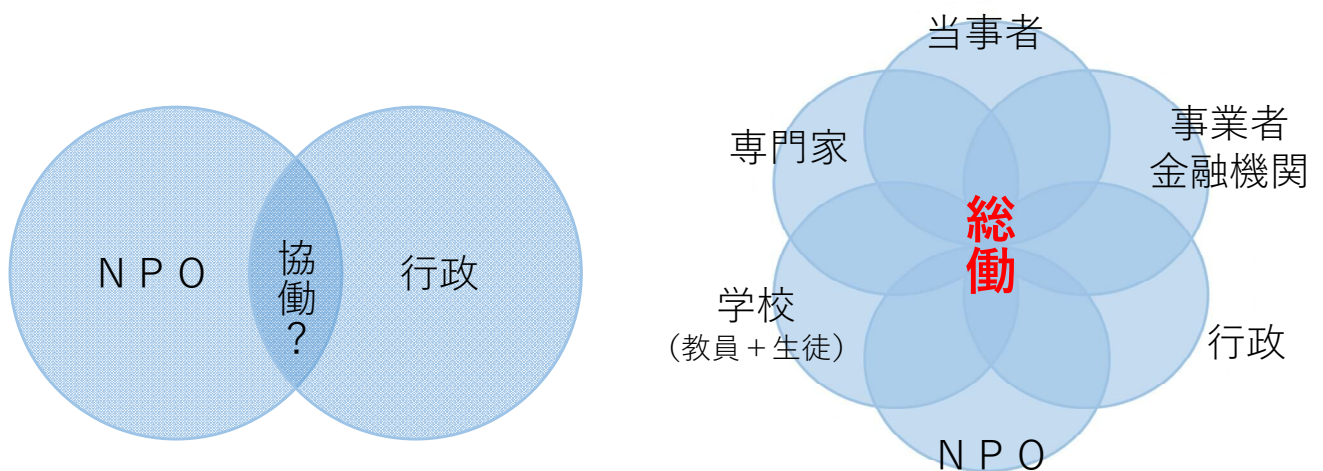 ＮＰＯ
協働？
行政
当事者
専門家
事業者
金融機関
総働
学校
（教員＋生徒）
行政
ＮＰＯ